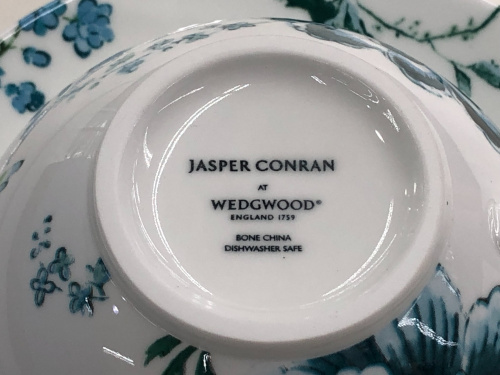 JASPER CONRAN
AT
WEDGWOOD®
ENGLAND 1759
BONE CHINA
DISHWASHER SAFE